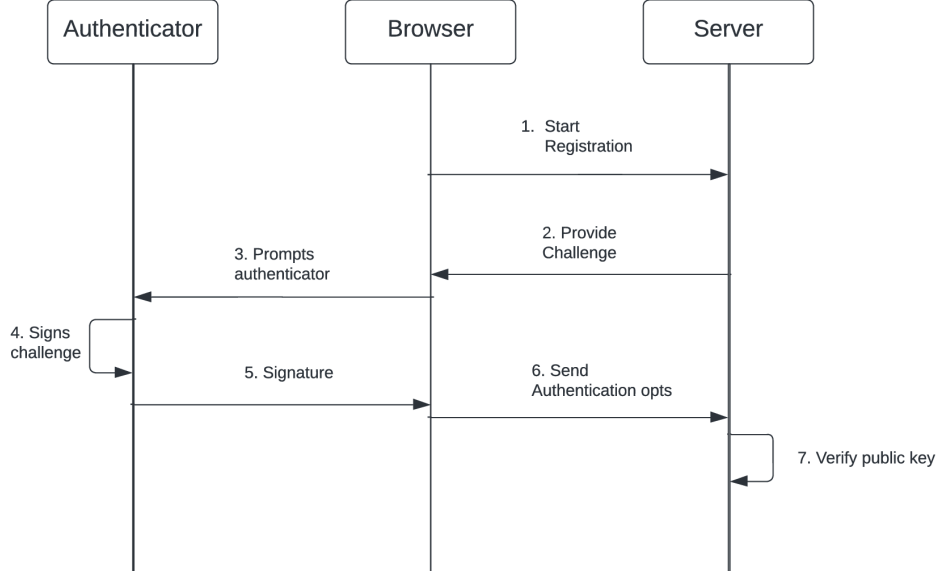 Authenticator
Browser
Server
1. Start
Registration
2. Provide
Challenge
3. Prompts
authenticator
4. Signs
challenge
5. Signature
6. Send
Authentication opts
7. Verify public key